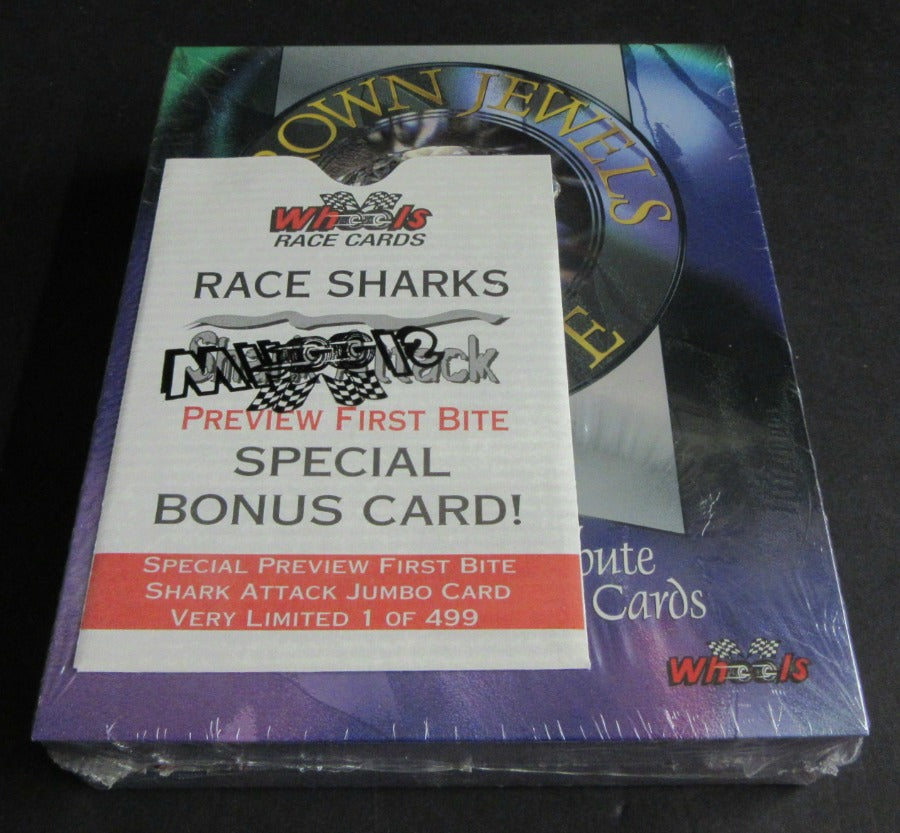 ROWN JEWELS
E
Wheels
RACE CARDS
RACE SHARKS
PREVIEW FIRST BITE
SPECIAL
BONUS CARD!
SPECIAL PREVIEW FIRST BITE
SHARK ATTACK JUMBO CARD
VERY LIMITED 1 OF 499
bute
Cards
Wheels